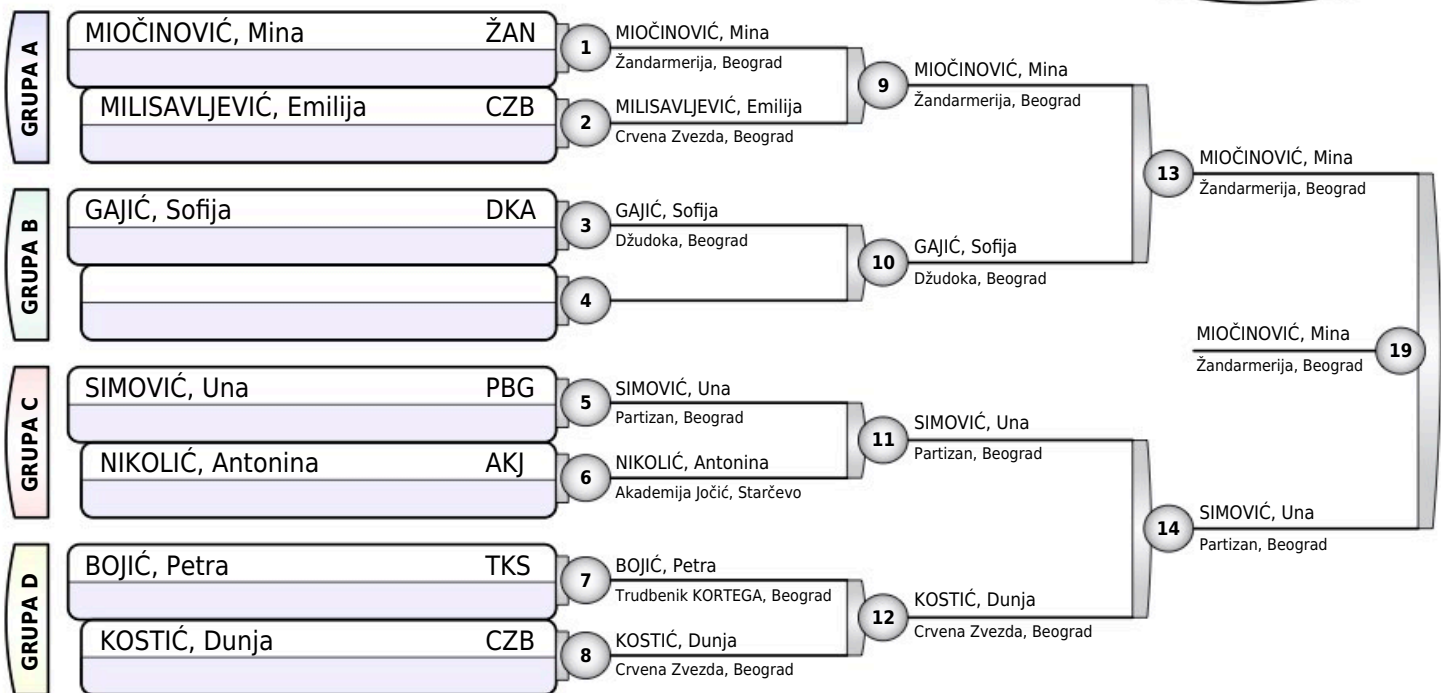 GRUPA A
MIOČINOVIĆ, Mina ŽAN
MILISAVLJEVIĆ, Emilija CZB
GRUPA B
GAJIĆ, Sofija DKA
GRUPA C
SIMOVIĆ, Una PBG
NIKOLIĆ, Antonina AKJ
GRUPA D
BOJIĆ, Petra TKS
KOSTIĆ, Dunja CZB
1
MIOČINOVIĆ, Mina
Žandarmerija, Beograd
2
MILISAVLJEVIĆ, Emilija
Crvena Zvezda, Beograd
3
GAJIĆ, Sofija
Džudoka, Beograd
4
5
SIMOVIĆ, Una
Partizan, Beograd
6
NIKOLIĆ, Antonina
Akademija Jočić, Starčevo
7
BOJIĆ, Petra
Trudbenik KORTEGA, Beograd
8
KOSTIĆ, Dunja
Crvena Zvezda, Beograd
9
MIOČINOVIĆ, Mina
Žandarmerija, Beograd
10
GAJIĆ, Sofija
Džudoka, Beograd
11
SIMOVIĆ, Una
Partizan, Beograd
12
KOSTIĆ, Dunja
Crvena Zvezda, Beograd
13
MIOČINOVIĆ, Mina
Žandarmerija, Beograd
14
SIMOVIĆ, Una
Partizan, Beograd
MIOČINOVIĆ, Mina
Žandarmerija, Beograd
19